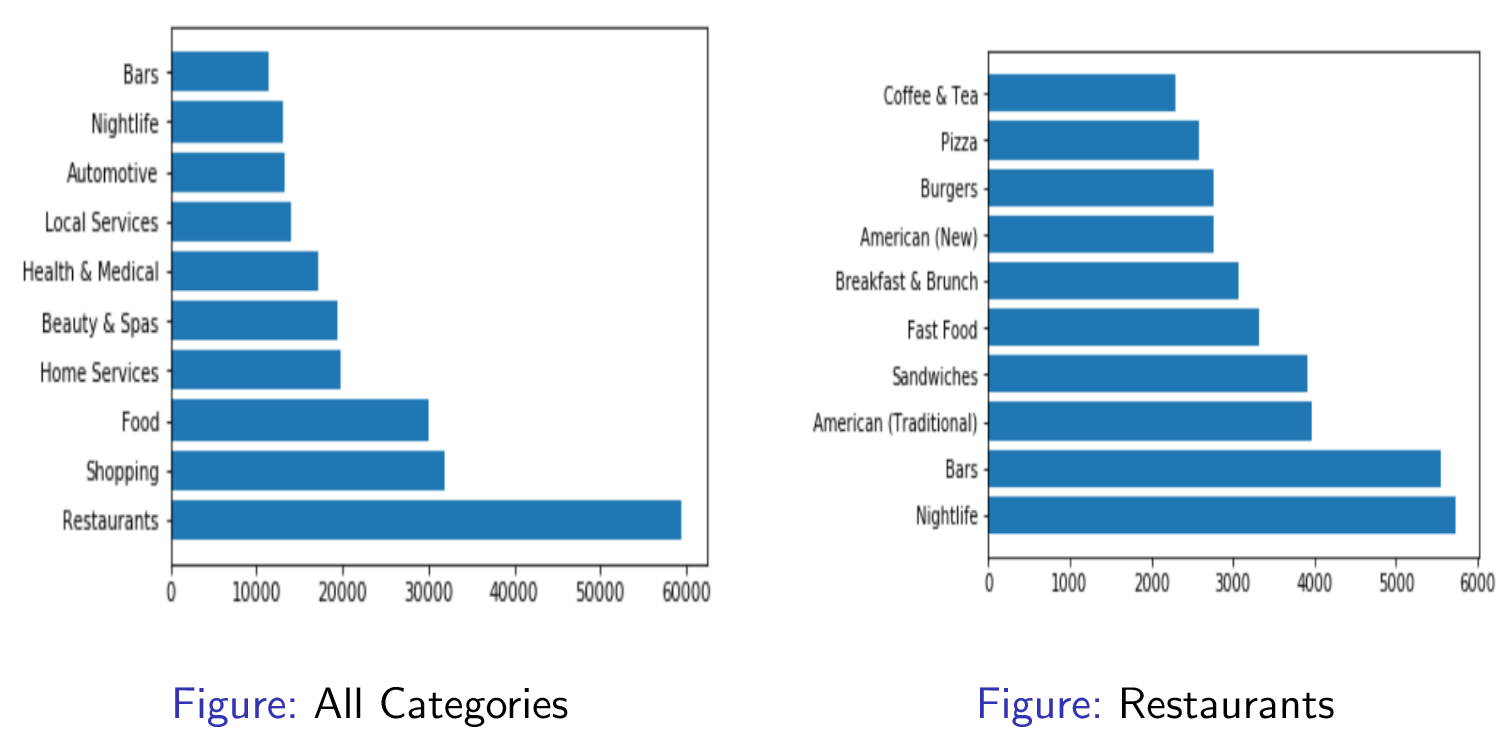 Bars
Nightlife
Automotive
Local Services
Health & Medical
Beauty & Spas
Home Services
Food
Shopping
Restaurants
0 10000 20000 30000 40000 50000 60000
Figure: All Categories
Coffee & Tea
Pizza
Burgers
American (New)
Breakfast & Brunch
Fast Food
Sandwiches
American (Traditional)
Bars
Nightlife
0 1000 2000 3000 4000 5000 6000
Figure: Restaurants